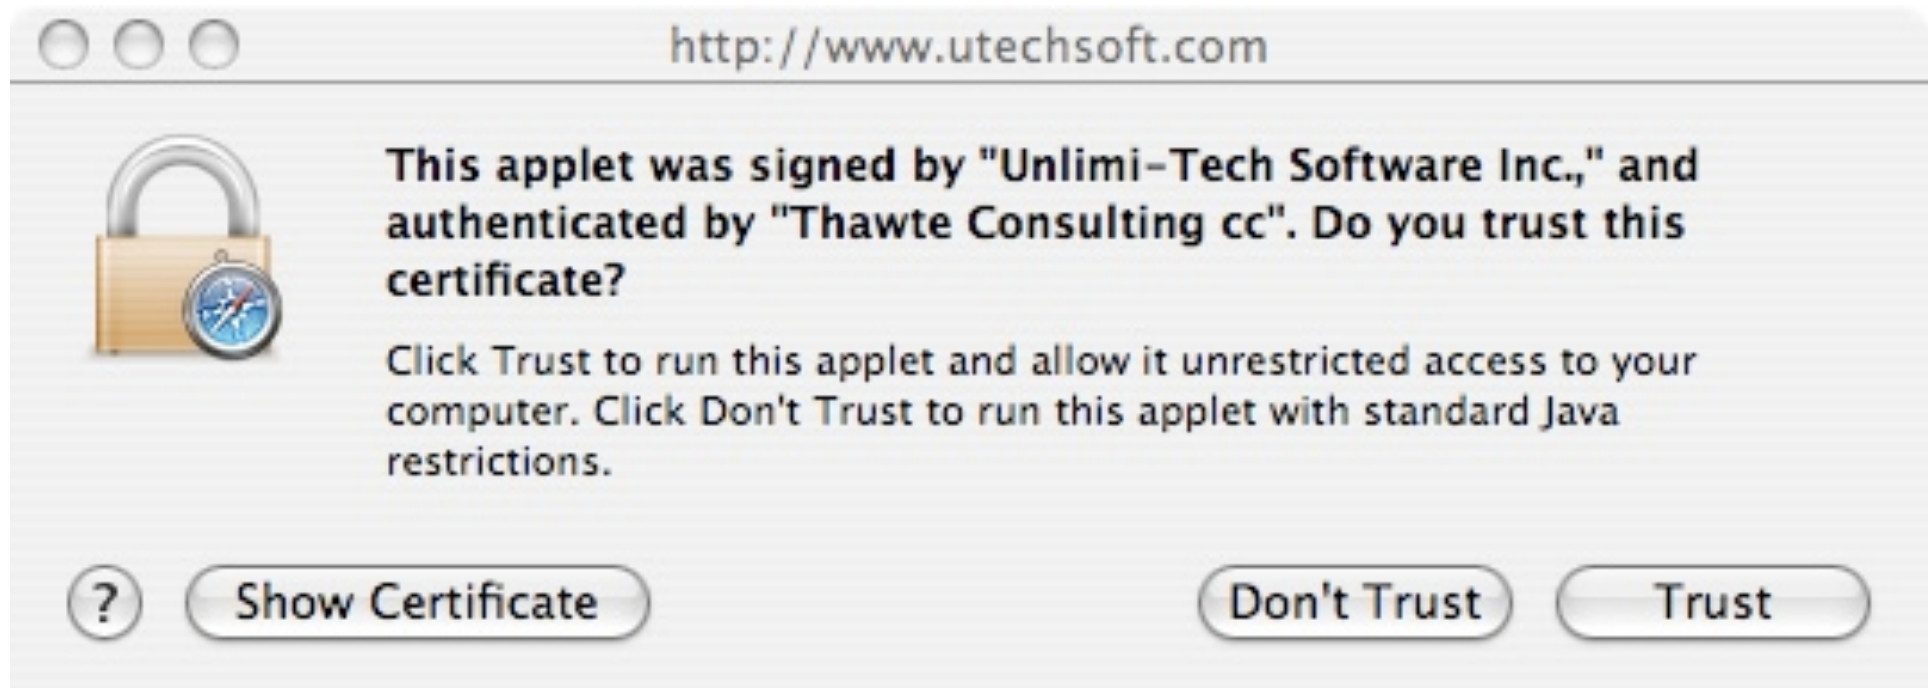 http://www.utechsoft.com
This applet was signed by "Unlimi-Tech Software Inc.," and
authenticated by "Thawte Consulting cc". Do you trust this
certificate?
Click Trust to run this applet and allow it unrestricted access to your
computer. Click Don't Trust to run this applet with standard Java
restrictions.
? Show Certificate Don't Trust Trust